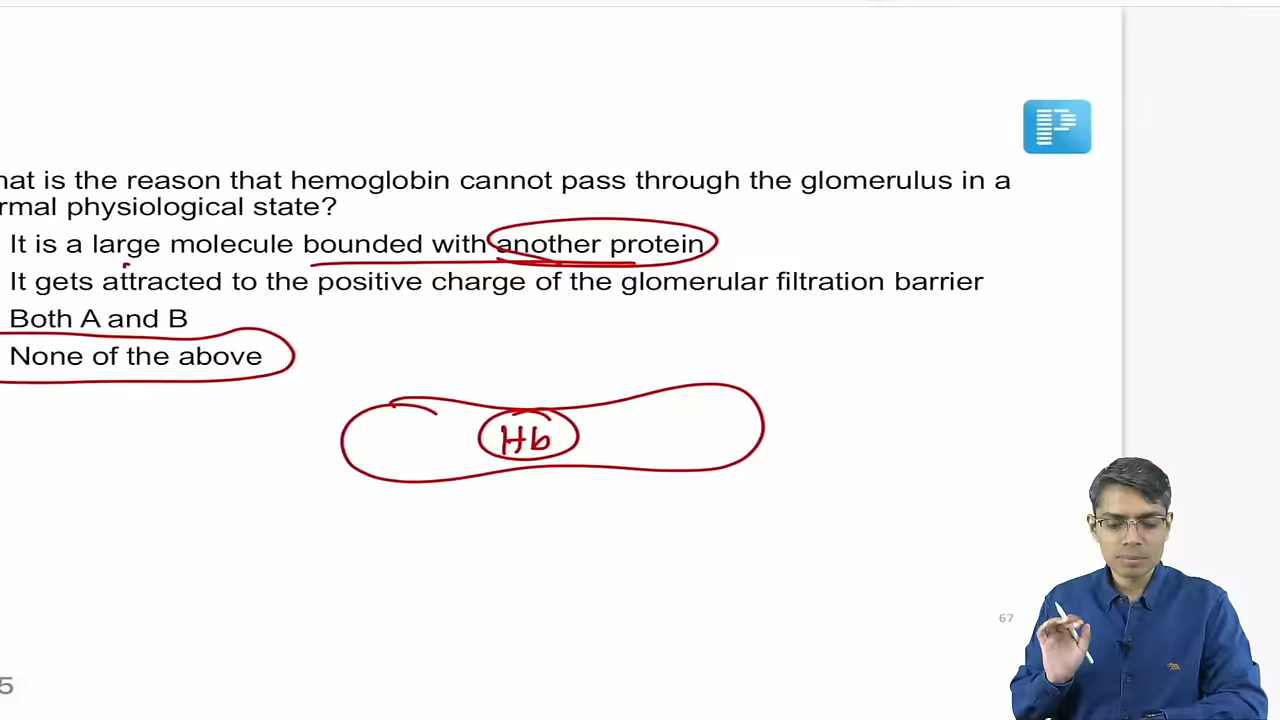 hat is the reason that hemoglobin cannot pass through the glomerulus in a
rmal physiological state?
It is a large molecule bounded with another protein
It gets attracted to the positive charge of the glomerular filtration barrier
Both A and B
None of the above
Hb
67
5
P